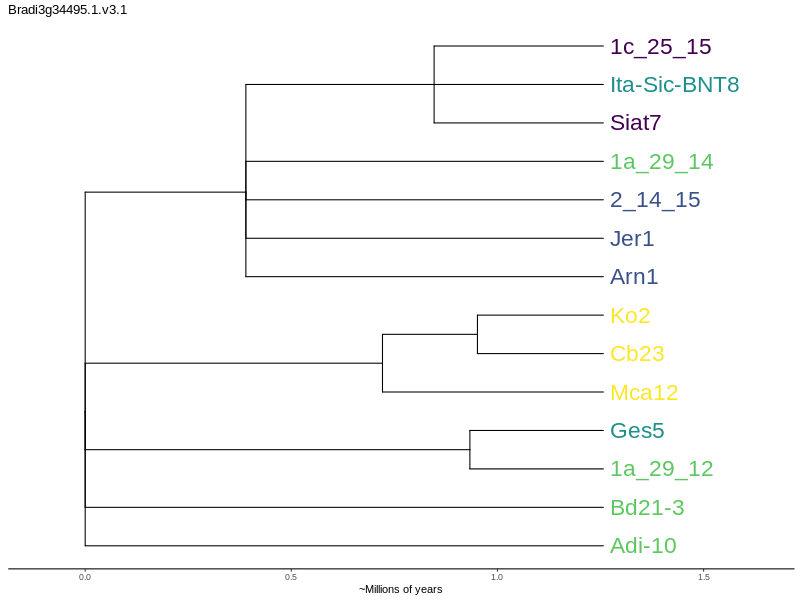 Bradi3g34495.1.v3.1
1c_25_15
Ita-Sic-BNT8
Siat7
1a_29_14
2_14_15
Jer1
Arn1
Ko2
Cb23
Mca12
Ges5
1a_29_12
Bd21-3
Adi-10
0.0 0.5 1.0 1.5
~Millions of years